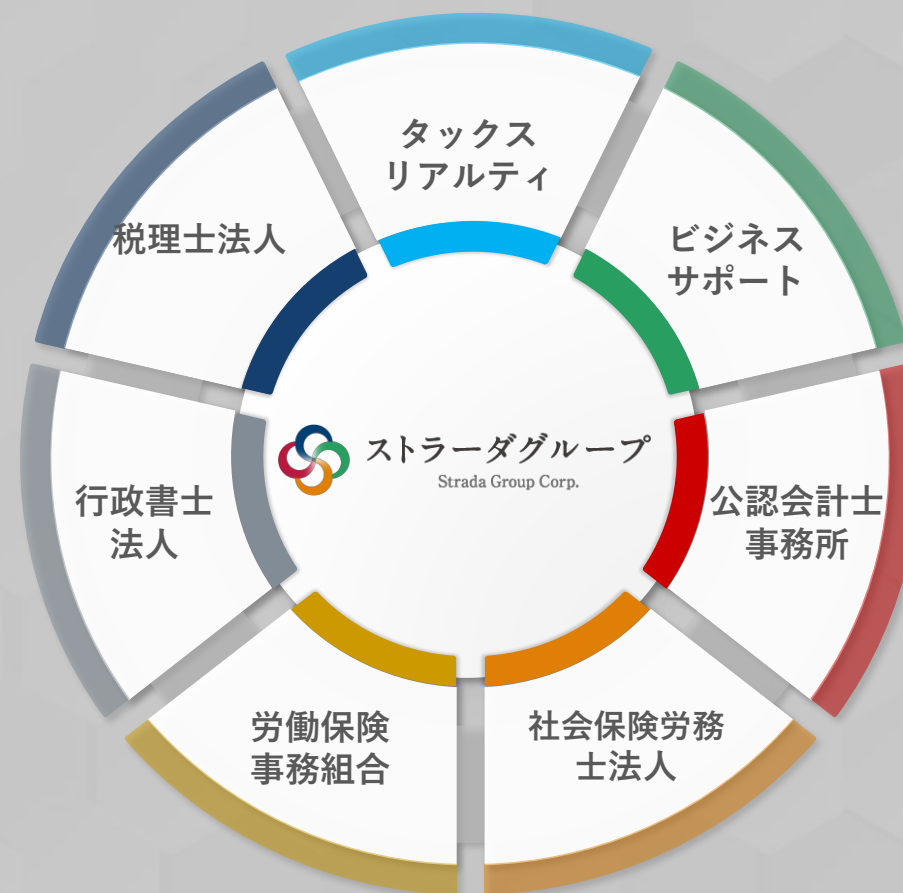 タックス
リアルティ
税理士法人
ビジネス
サポート
ストラーダグループ
Strada Group Corp.
行政書士
法人
公認会計士
事務所
労働保険
事務組合
社会保険労務
士法人